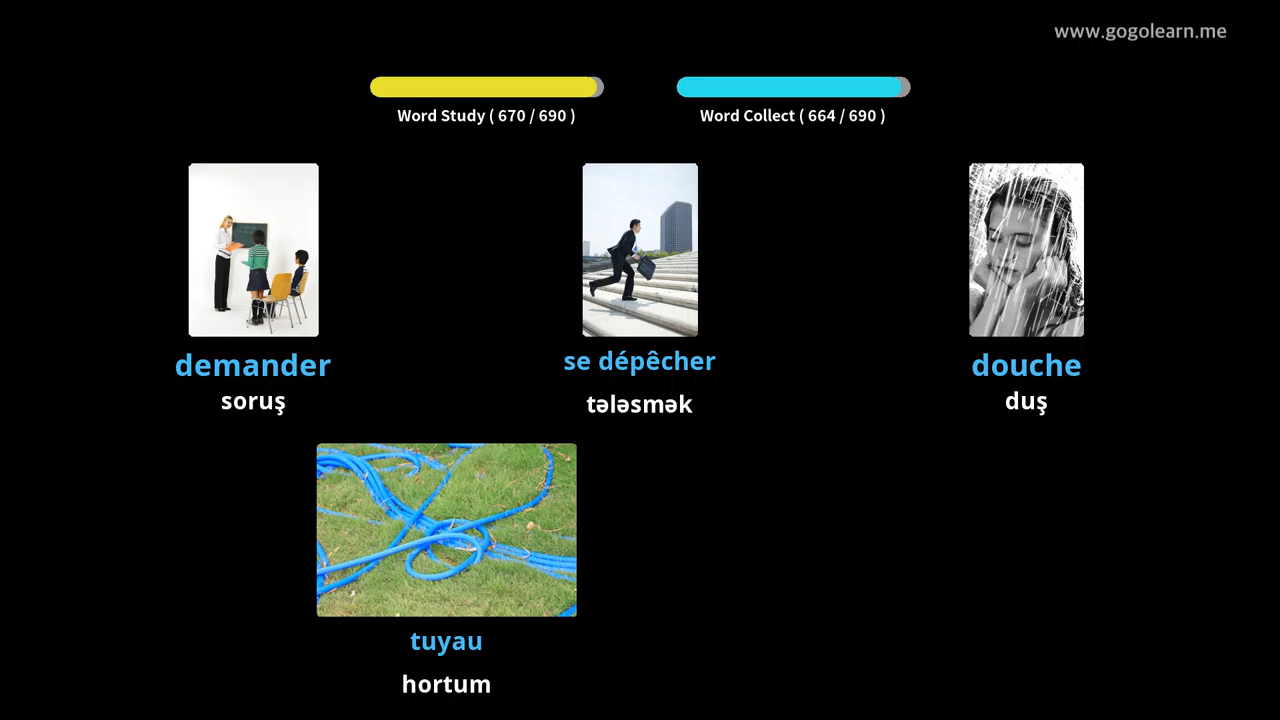 www.gogolearn.me
Word Study ( 670 / 690 )
Word Collect ( 664 / 690 )
demander
soruş
se dépêcher
tələsmək
douche
duş
tuyau
hortum